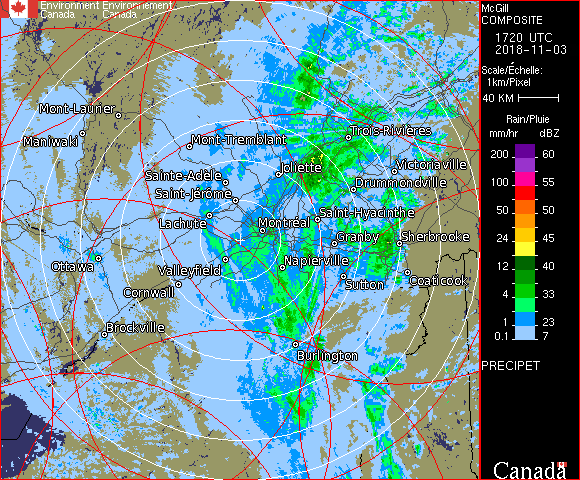 Environment Environnement
Canada Canada
McGill
COMPOSITE
1720 UTC
2018-11-03
Scale/Échelle:
1km/Pixel
40 KM
Rain/Pluie
mm/hr dBZ
200 60
100 55
50 50
24 45
12 40
4 33
1 23
0.1 7
PRECIPET
Mont-Laurier
Maniwaki
Mont-Tremblant
Trois-Rivières
Sainte-Adèle
Joliette
Victoriaville
Saint-Jérôme
Drummondville
Lachute
Montréal
Saint-Hyacinthe
Granby
Sherbrooke
Ottawa
Valleyfield
Napierville
Cornwall
Sutton
Coaticook
Brockville
Burlington
Canada